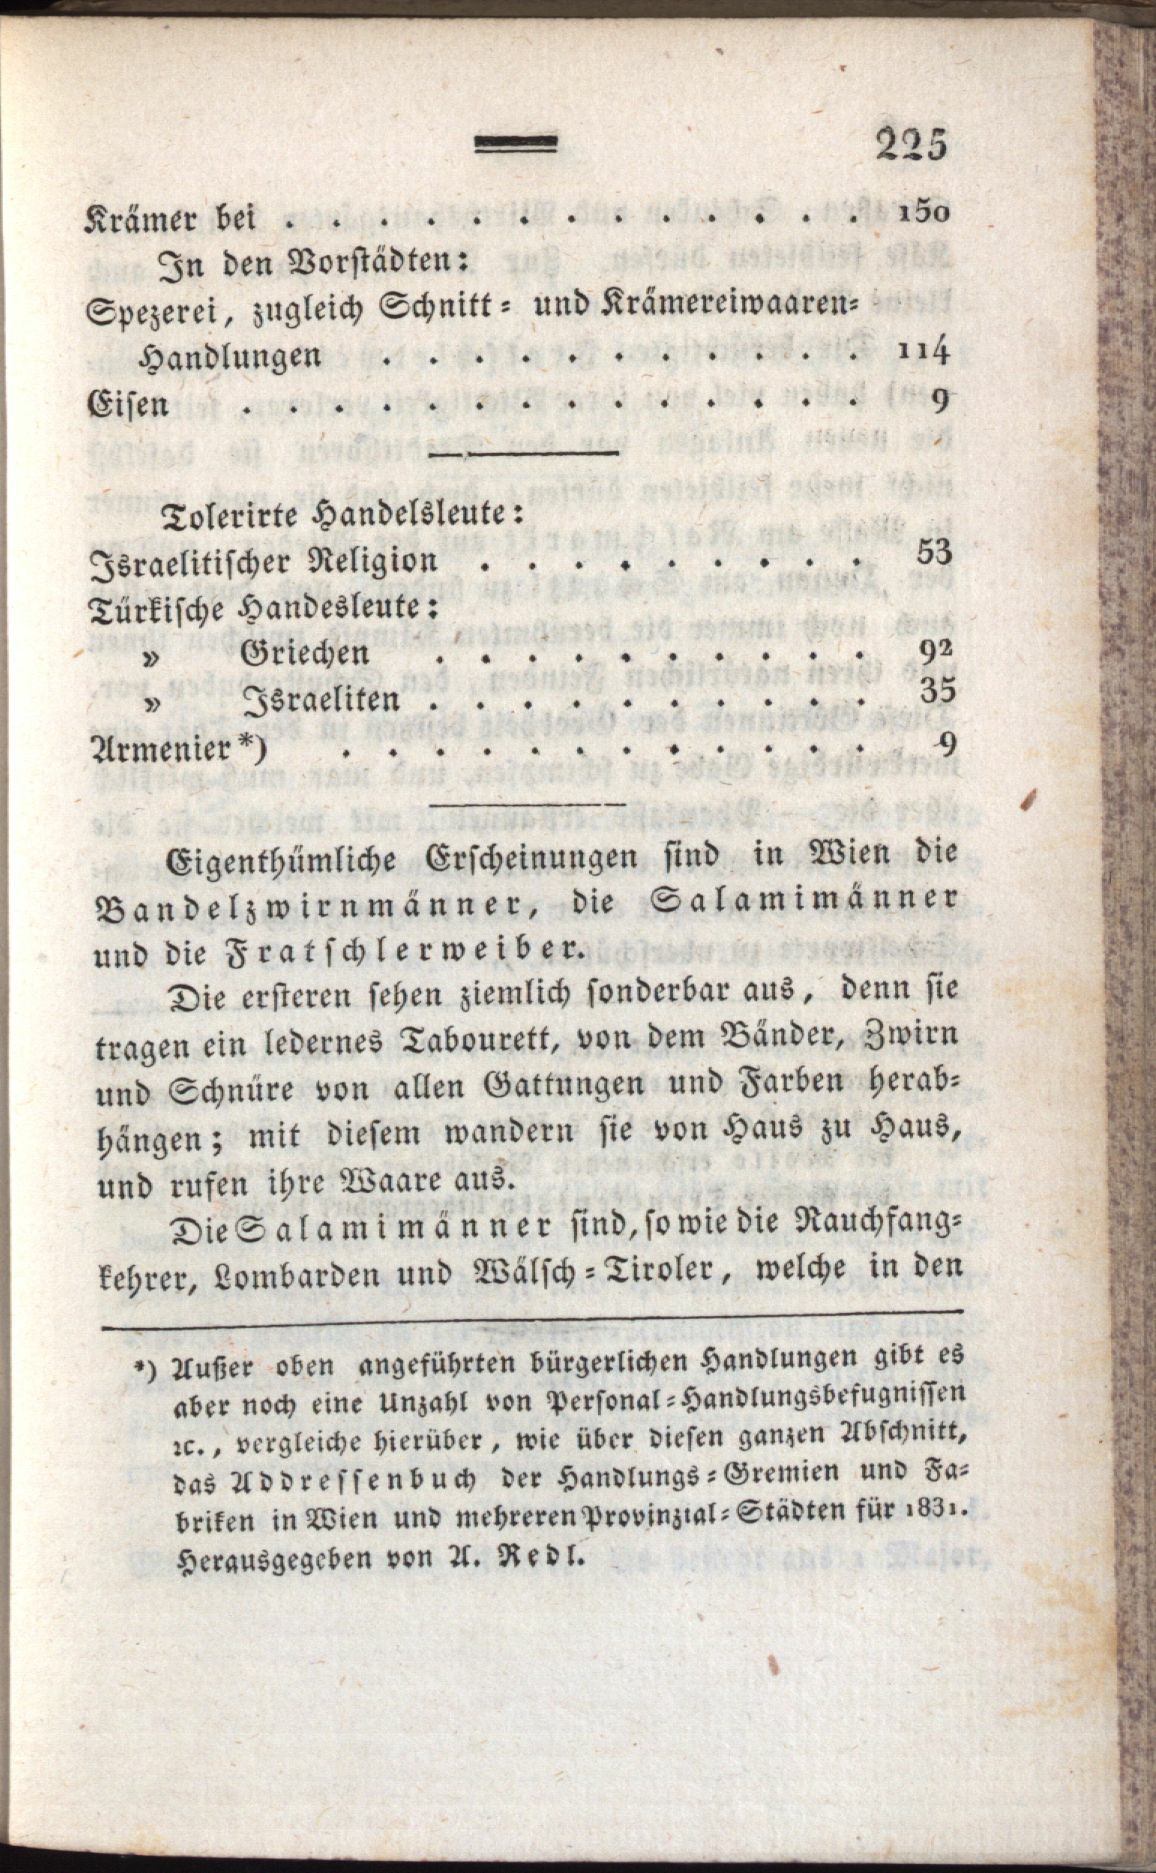 225
Krämer bei . . . . . . . . . . . . . 150
In den Vorstädten:
Spezerei, zugleich Schnitt- und Krämereiwaaren-
Handlungen . . . . . . . . . . . 114
Eisen . . . . . . . . . . . . . . 9
Tolerirte Handelsleute:
Israelitischer Religion . . . . . . . . . 53
Türkische Handesleute:
» Griechen . . . . . . . . . . 92
» Israeliten . . . . . . . . . . 35
Armenier*) . . . . . . . . . . . . 9
Eigenthümliche Erscheinungen sind in Wien die
Bandelzwirnmänner, die Salamimänner
und die Fratschlerweiber.
Die ersteren sehen ziemlich sonderbar aus, denn sie
tragen ein ledernes Tabourett, von dem Bänder, Zwirn
und Schnüre von allen Gattungen und Farben herab-
hängen; mit diesem wandern sie von Haus zu Haus,
und rufen ihre Waare aus.
Die Salamimänner sind, so wie die Rauchfang-
kehrer, Lombarden und Wälsch-Tiroler, welche in den
*) Außer oben angeführten bürgerlichen Handlungen gibt es
aber noch eine Unzahl von Personal-Handlungsbefugnissen
ꝛc., vergleiche hierüber, wie über diesen ganzen Abschnitt,
das Addressenbuch der Handlungs-Gremien und Fa-
briken in Wien und mehreren Provinzial-Städten für 1831.
Herausgegeben von A. Redl.